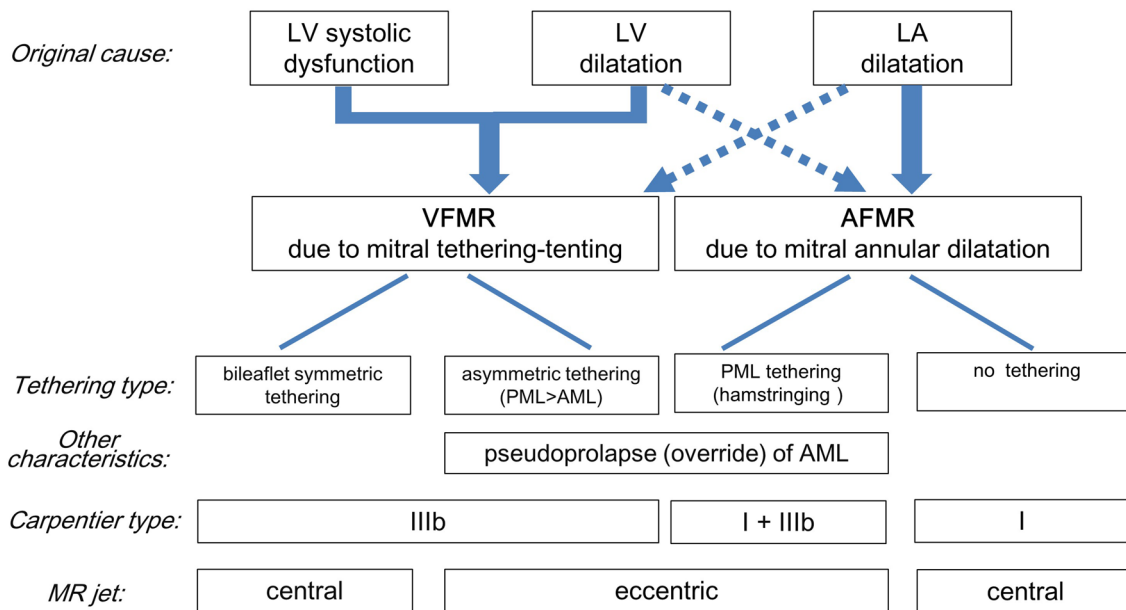 Original cause:
LV systolic
dysfunction
LV
dilatation
LA
dilatation
VFMR
due to mitral tethering-tenting
AFMR
due to mitral annular dilatation
Tethering type:
bileaflet symmetric
tethering
asymmetric tethering
(PML>AML)
PML tethering
(hamstringing )
no tethering
Other
characteristics:
pseudoprolapse (override) of AML
Carpentier type:
IIIb
I + IIIb
I
MR jet:
central
eccentric
central